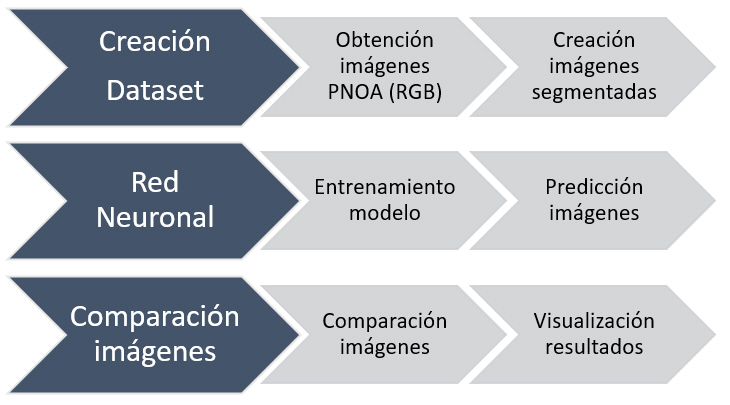 Creación
Dataset
Obtención
imágenes
PNOA (RGB)
Creación
imágenes
segmentadas
Red
Neuronal
Entrenamiento
modelo
Predicción
imágenes
Comparación
imágenes
Comparación
imágenes
Visualización
resultados